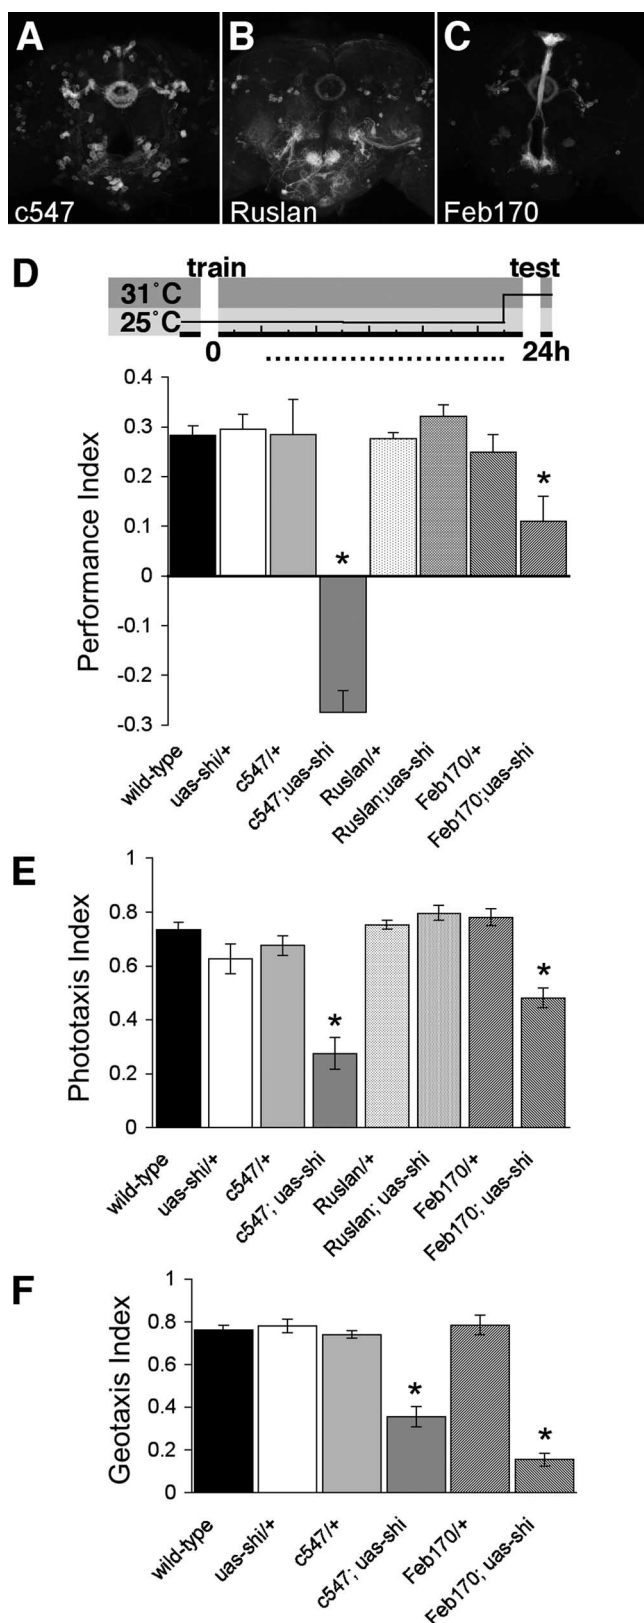 A
B
C
c547
Ruslan
Feb170
D
train
test
31°C
25°C
0
24h
0.4
0.3
0.2
0.1
0
-0.1
-0.2
-0.3
Performance Index
*
*
wild-type
uas-shi/+
c547/+
c547;uas-shi
Ruslan/+
Ruslan;uas-shi
Feb170/+
Feb170;uas-shi
E
1
0.8
0.6
0.4
0.2
0
Phototaxis Index
*
*
wild-type
uas-shi/+
c547/+
c547; uas-shi
Ruslan/+
Ruslan; uas-shi
Feb170/+
Feb170; uas-shi
F
1
0.8
0.6
0.4
0.2
0
Geotaxis Index
*
*
wild-type
uas-shi/+
c547/+
c547; uas-shi
Feb170/+
Feb170; uas-shi